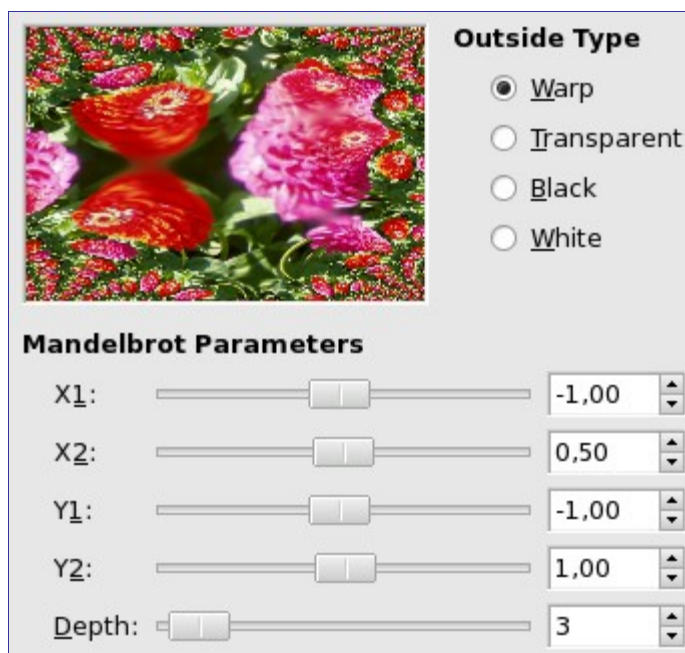 Outside Type
Warp
Transparent
Black
White
Mandelbrot Parameters
X1: -1,00
X2: 0,50
Y1: -1,00
Y2: 1,00
Depth: 3